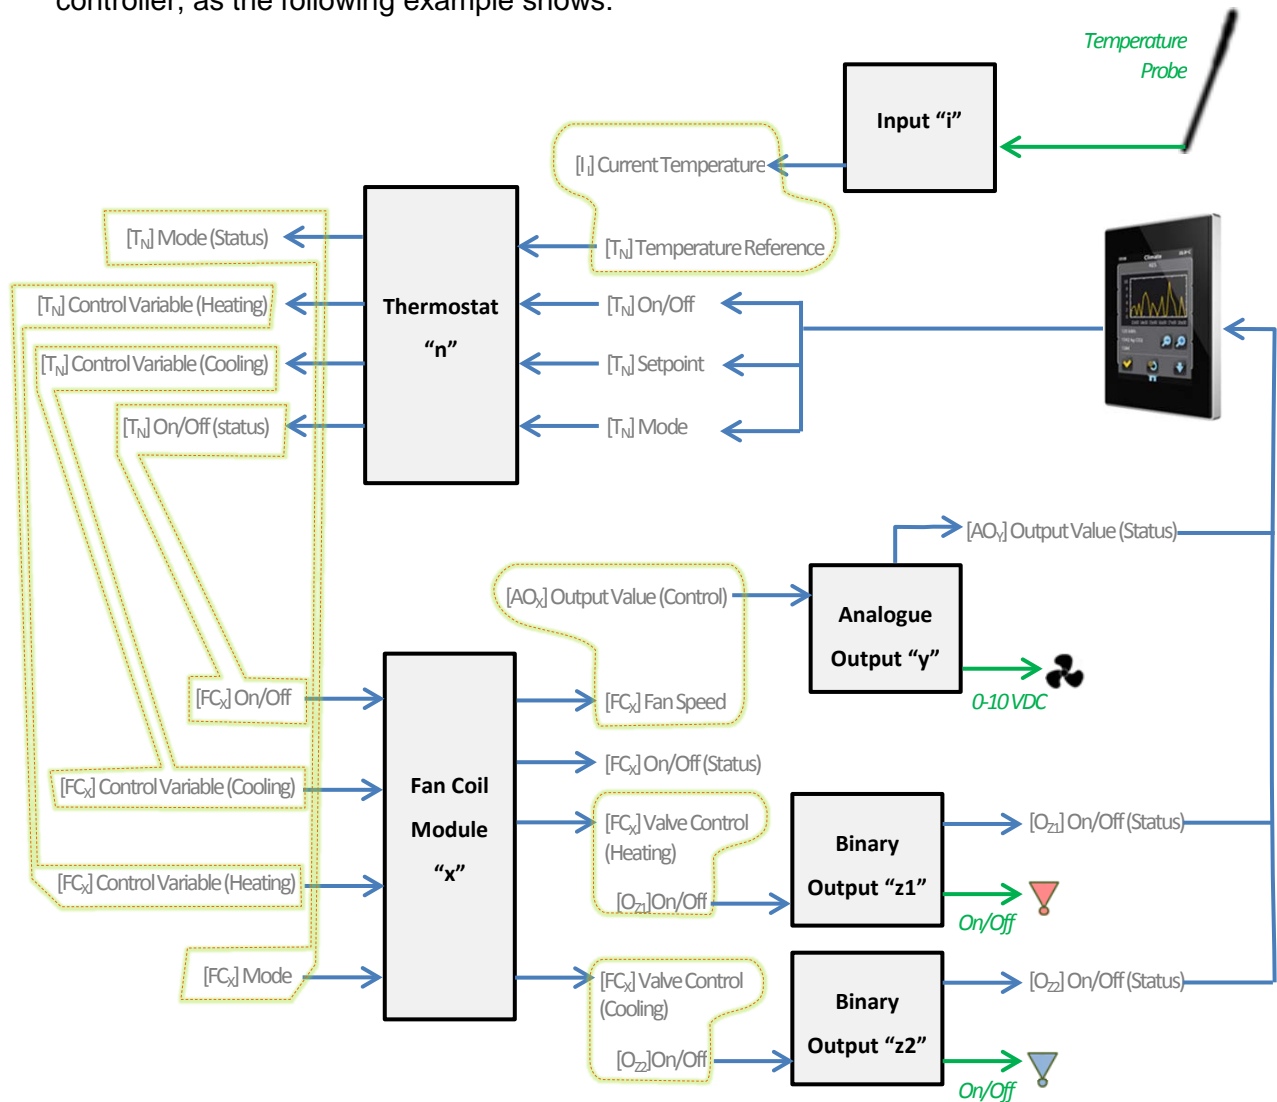 controller, as the following example shows:
Temperature
Probe
Input “i”
[Iᵢ] Current Temperature
[T_N] Mode (Status)
[T_N] Temperature Reference
[T_N] Control Variable (Heating)
Thermostat
“n”
[T_N] On/Off
[T_N] Control Variable (Cooling)
[T_N] Setpoint
[T_N] On/Off (status)
[T_N] Mode
Climate
[AO_Y] Output Value (Status)
[AO_X] Output Value (Control)
Analogue
Output “y”
[FC_X] On/Off
[FC_X] Fan Speed
0-10 VDC
[FC_X] On/Off (Status)
[FC_X] Control Variable (Cooling)
Fan Coil
Module
“x”
[FC_X] Valve Control
(Heating)
[O_Z1]On/Off
Binary
Output “z1”
[O_Z1] On/Off (Status)
On/Off
[FC_X] Control Variable (Heating)
[FC_X] Mode
[FC_X] Valve Control
(Cooling)
[O_Z2]On/Off
Binary
Output “z2”
[O_Z2] On/Off (Status)
On/Off